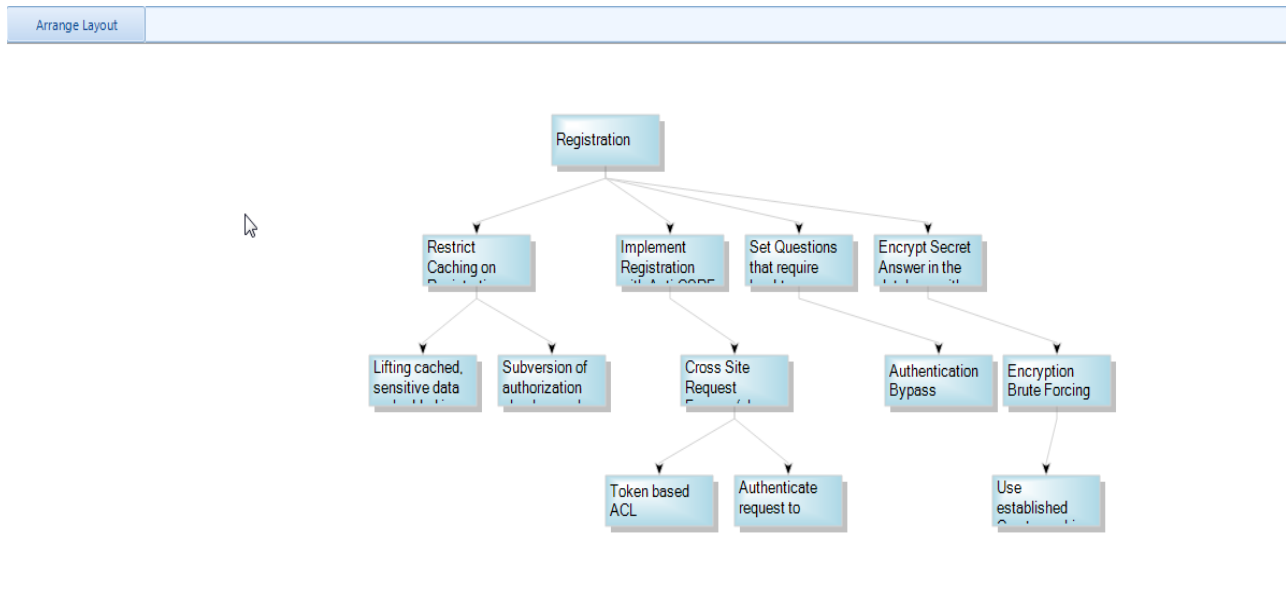 Arrange Layout
Registration
Restrict
Caching on
Implement
Registration
Set Questions
that require
Encrypt Secret
Answer in the
Lifting cached,
sensitive data
Subversion of
authorization
Cross Site
Request
Authentication
Bypass
Encryption
Brute Forcing
Token based
ACL
Authenticate
request to
Use
established